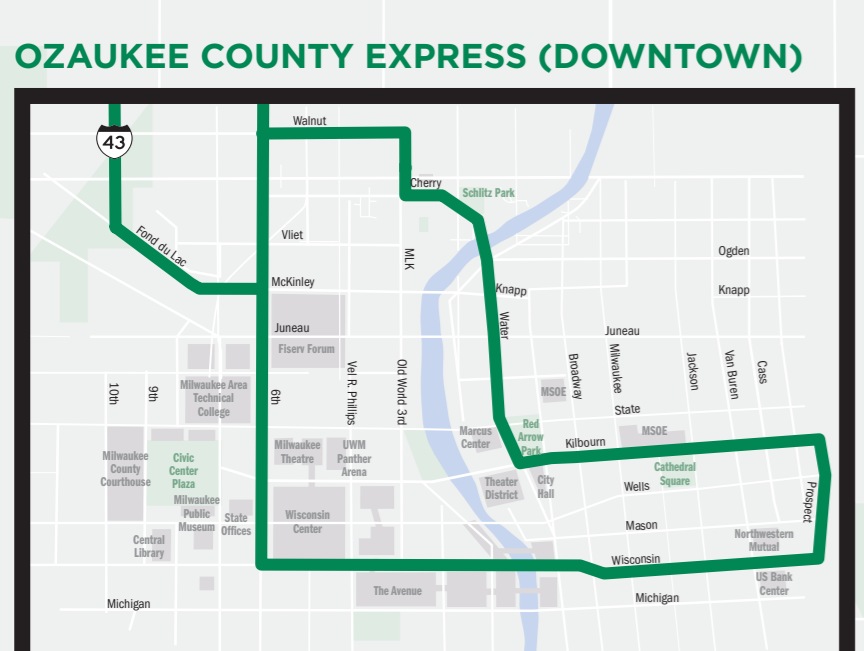 OZAUKEE COUNTY EXPRESS (DOWNTOWN)
Walnut
43
Cherry
Schlitz Park
Fond du Lac
Vliet
MLK
Ogden
McKinley
Knapp
Knapp
Water
Juneau
Juneau
Fiserv Forum
Vel R. Phillips
Old World 3rd
Broadway
Milwaukee
Jackson
Van Buren
Cass
10th
9th
Milwaukee Area
Technical
College
6th
MSOE
State
Marcus
Center
Red
Arrow
Park
Kilbourn
MSOE
Milwaukee
County
Courthouse
Civic
Center
Plaza
Milwaukee
Theatre
UWM
Panther
Arena
Cathedral
Square
Theater
District
City
Hall
Wells
Prospect
Milwaukee
Public
Museum
State
Offices
Wisconsin
Center
Mason
Central
Library
Northwestern
Mutual
Wisconsin
US Bank
Center
The Avenue
Michigan
Michigan